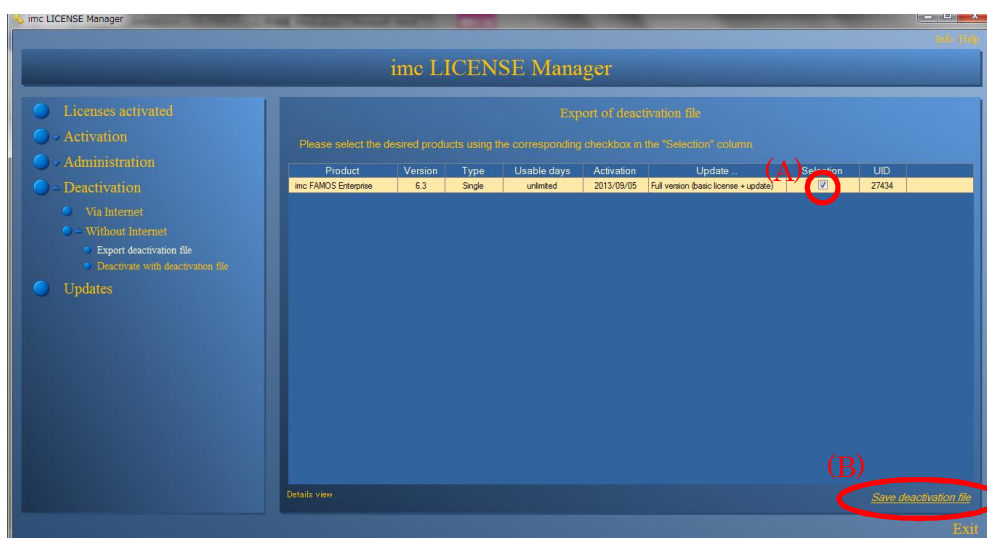 imc LICENSE Manager
Info Help
imc LICENSE Manager
Licenses activated
Activation
Administration
Deactivation
Via Internet
Without Internet
Export deactivation file
Deactivate with deactivation file
Updates
Export of deactivation file
Please select the desired products using the corresponding checkbox in the "Selection" column.
(A)
Product Version Type Usable days Activation Update ... Selection UID
imc FAMOS Enterprise 6.3 Single unlimited 2013/09/05 Full version (basic license + update) 27434
(B)
Details view
Save deactivation file
Exit